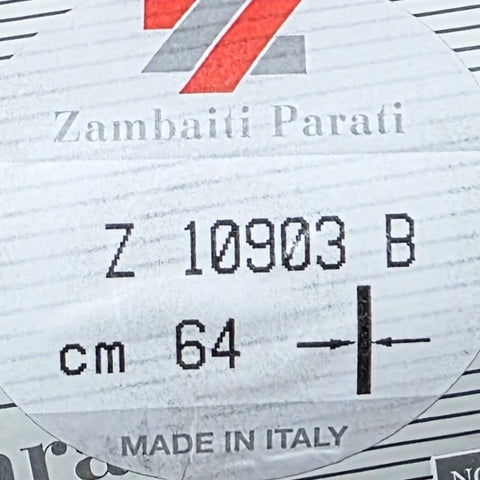 Zambaiti Parati
Z 10903 B
cm 64
MADE IN ITALY